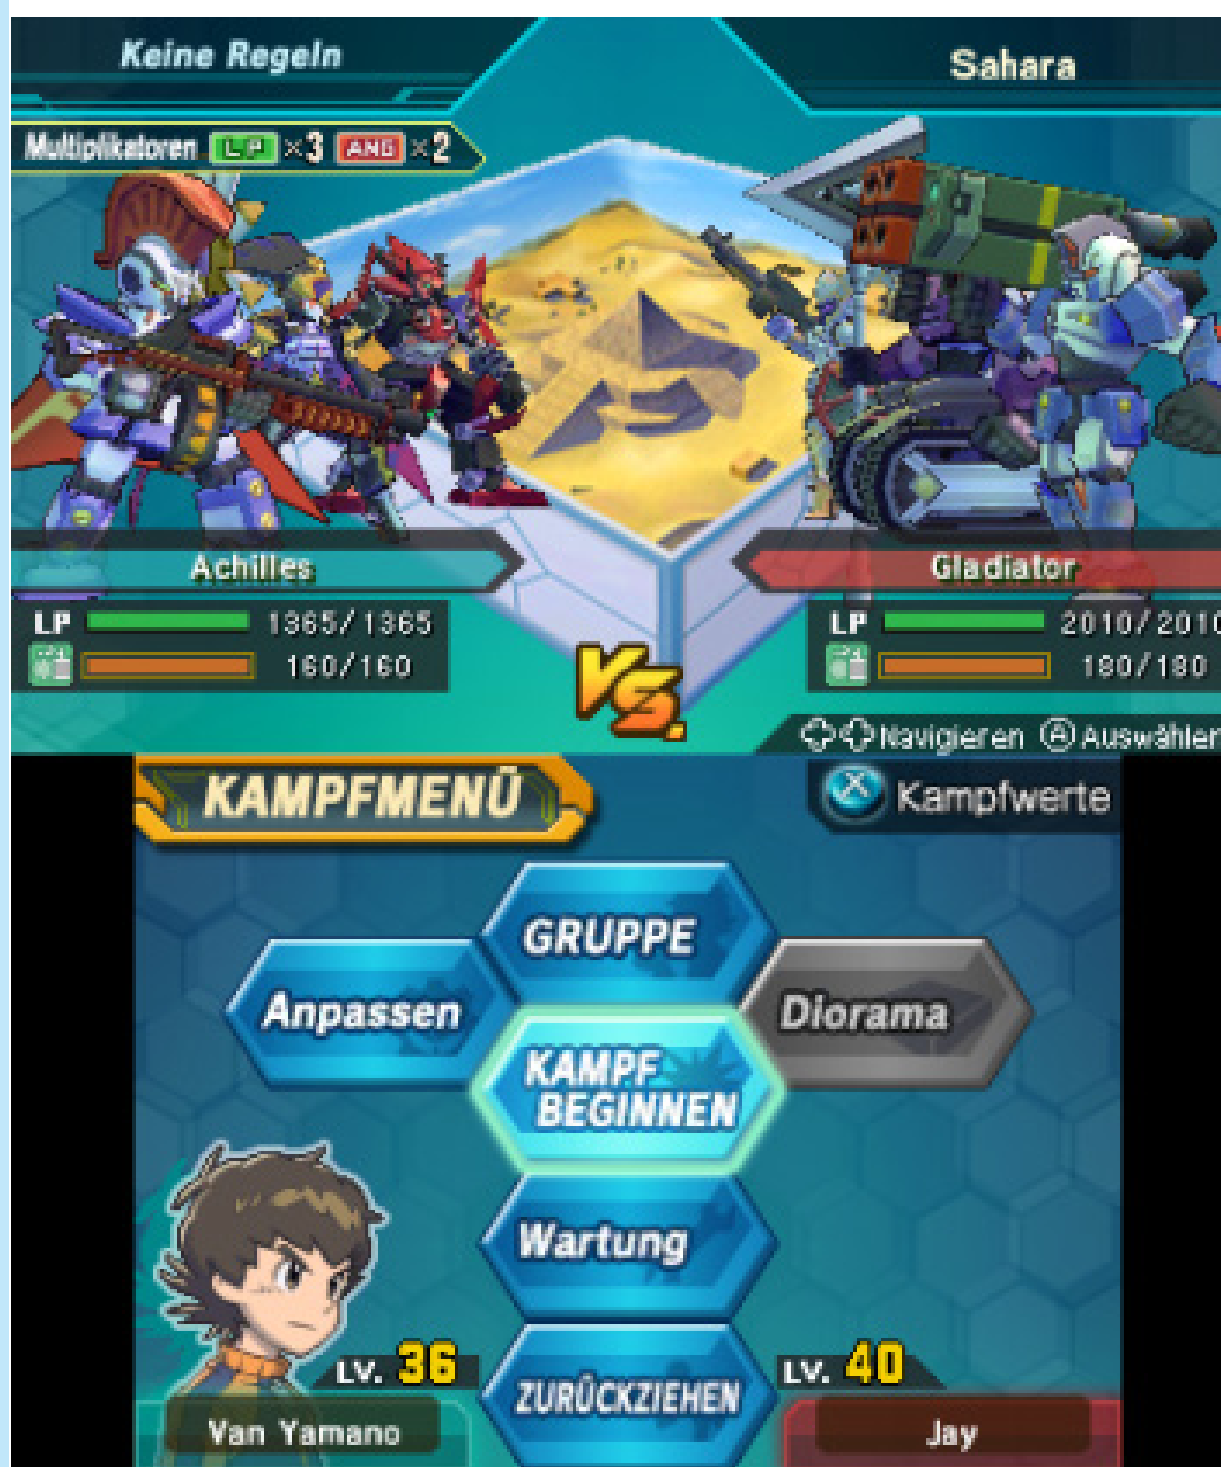 Keine Regeln
Sahara
Multiplikatoren LP ×3 ANG ×2
Achilles
Gladiator
LP 1365/1365
160/160
LP 2010/2010
180/180
VS.
Navigieren Ⓐ Auswählen
KAMPFMENÜ
Ⓧ Kampfwerte
GRUPPE
Anpassen
Diorama
KAMPF
BEGINNEN
Wartung
ZURÜCKZIEHEN
LV. 36
LV. 40
Van Yamano
Jay